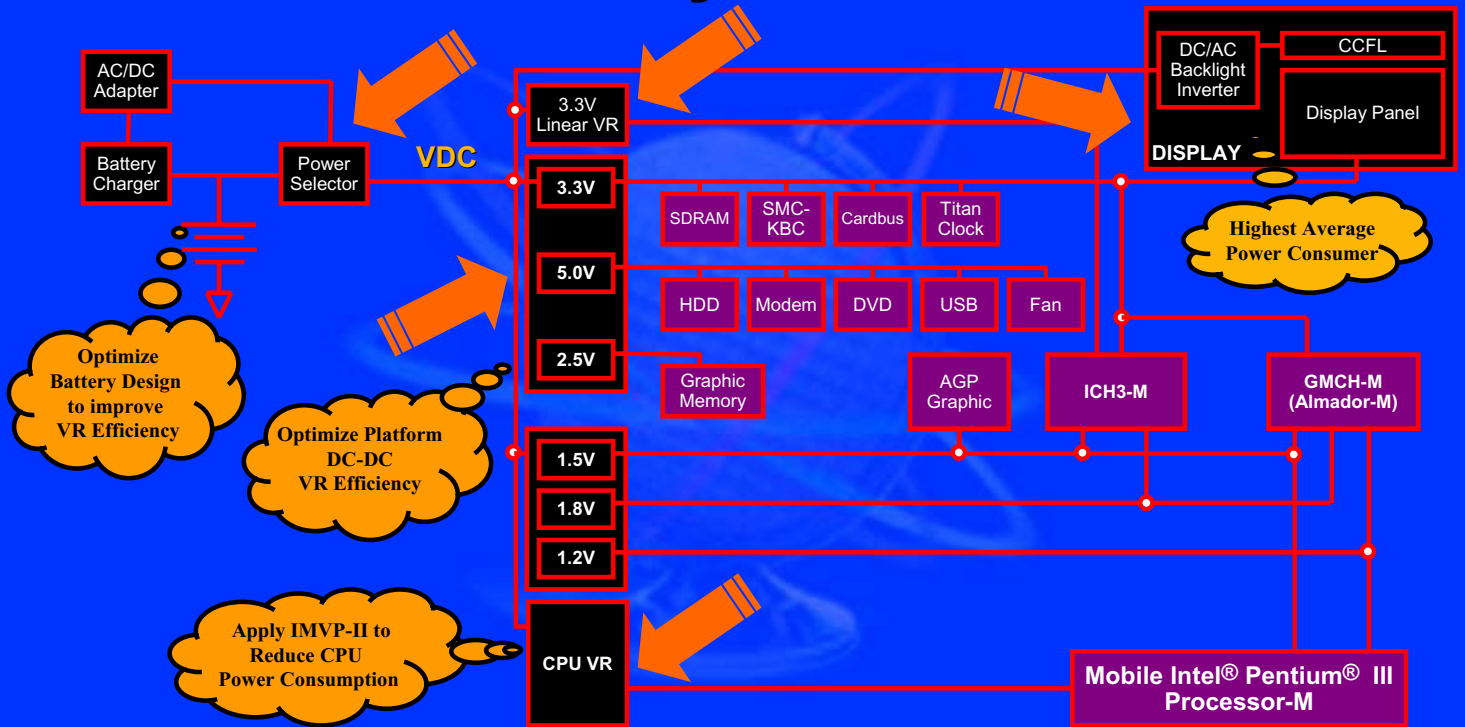 AC/DC
Adapter
Battery
Charger
Power
Selector
VDC
3.3V
Linear VR
3.3V
5.0V
2.5V
1.5V
1.8V
1.2V
CPU VR
SDRAM
SMC-
KBC
Cardbus
Titan
Clock
HDD
Modem
DVD
USB
Fan
Graphic
Memory
AGP
Graphic
ICH3-M
GMCH-M
(Almador-M)
DC/AC
Backlight
Inverter
CCFL
Display Panel
DISPLAY
Highest Average
Power Consumer
Optimize
Battery Design
to improve
VR Efficiency
Optimize Platform
DC-DC
VR Efficiency
Apply IMVP-II to
Reduce CPU
Power Consumption
Mobile Intel® Pentium® III
Processor-M